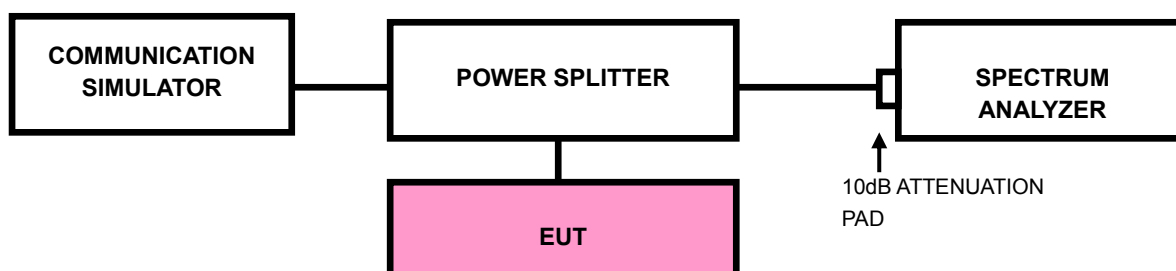 COMMUNICATION
SIMULATOR
POWER SPLITTER
SPECTRUM
ANALYZER
10dB ATTENUATION
PAD
EUT